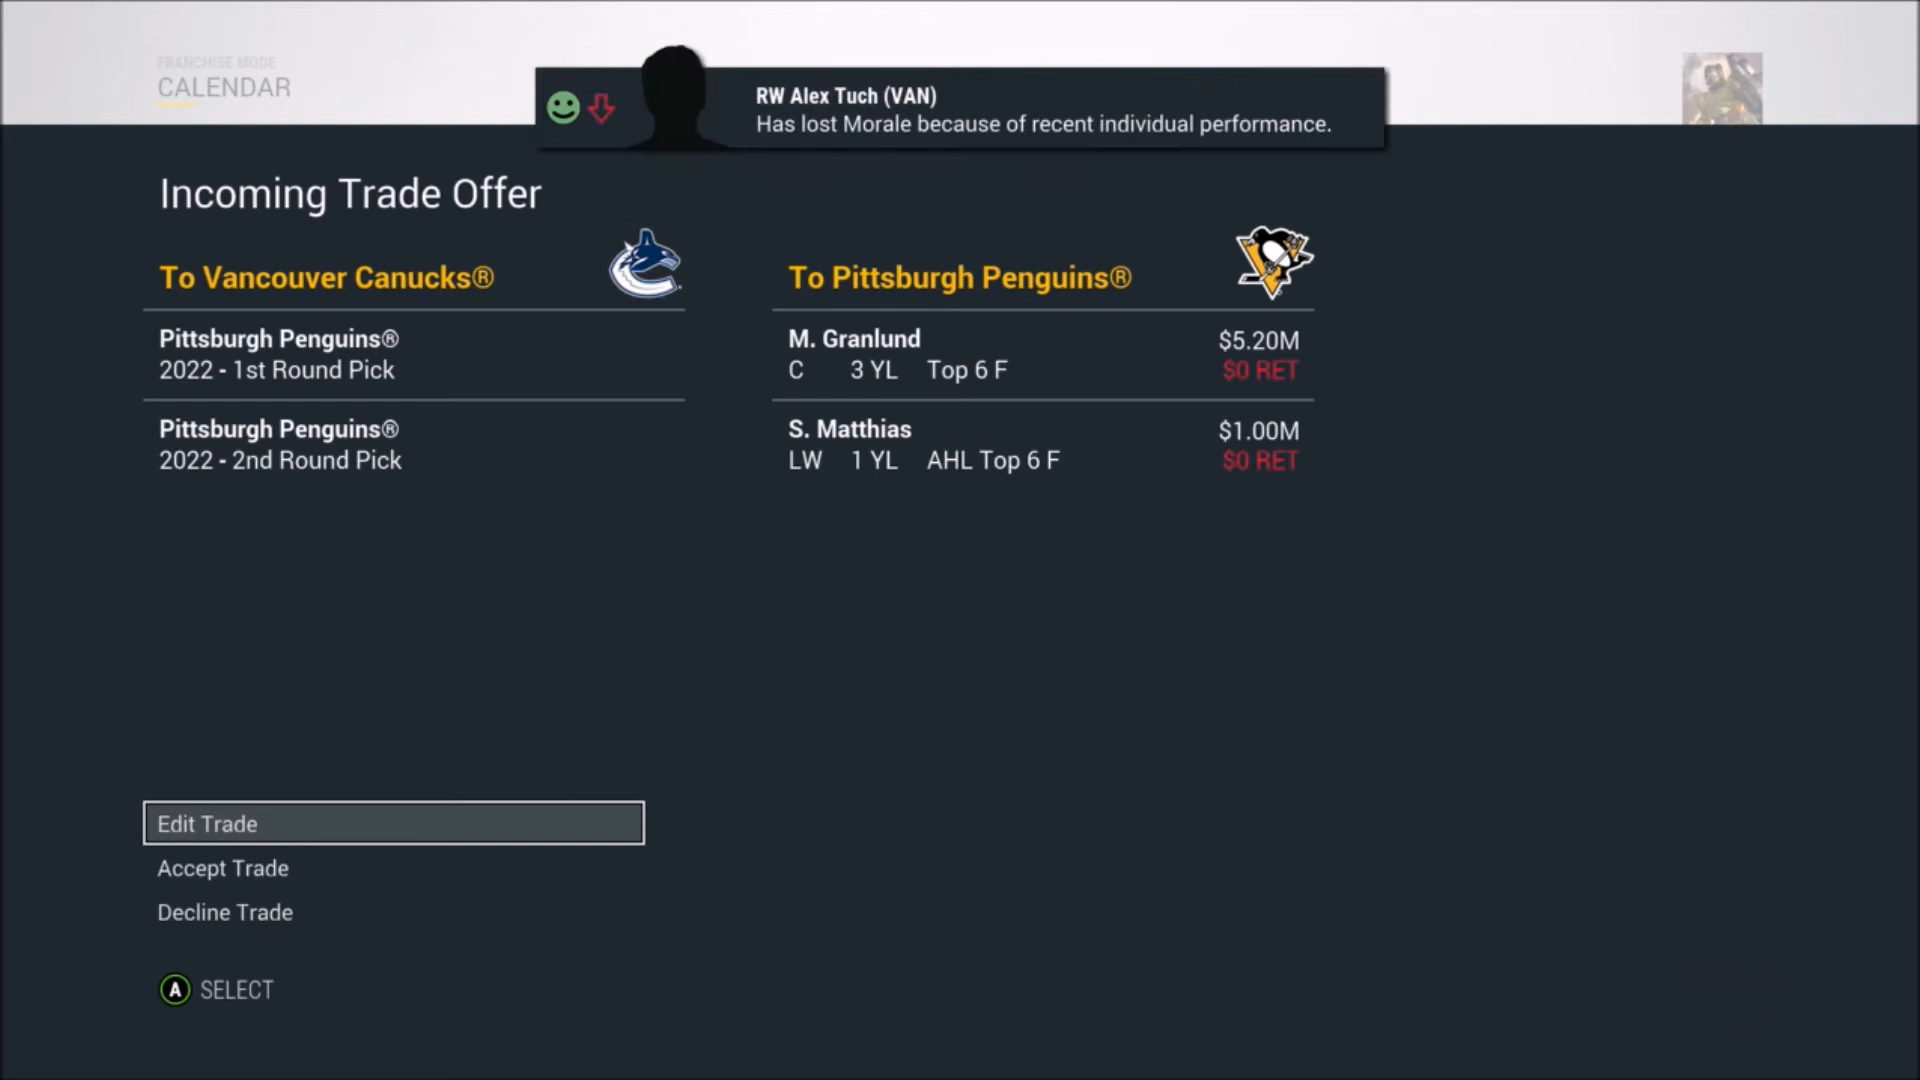 FRANCHISE MODE
CALENDAR
RW Alex Tuch (VAN)
Has lost Morale because of recent individual performance.
Incoming Trade Offer
To Vancouver Canucks®
To Pittsburgh Penguins®
Pittsburgh Penguins®
2022 - 1st Round Pick
Pittsburgh Penguins®
2022 - 2nd Round Pick
M. Granlund $5.20M
C 3 YL Top 6 F $0 RET
S. Matthias $1.00M
LW 1 YL AHL Top 6 F $0 RET
Edit Trade
Accept Trade
Decline Trade
A SELECT